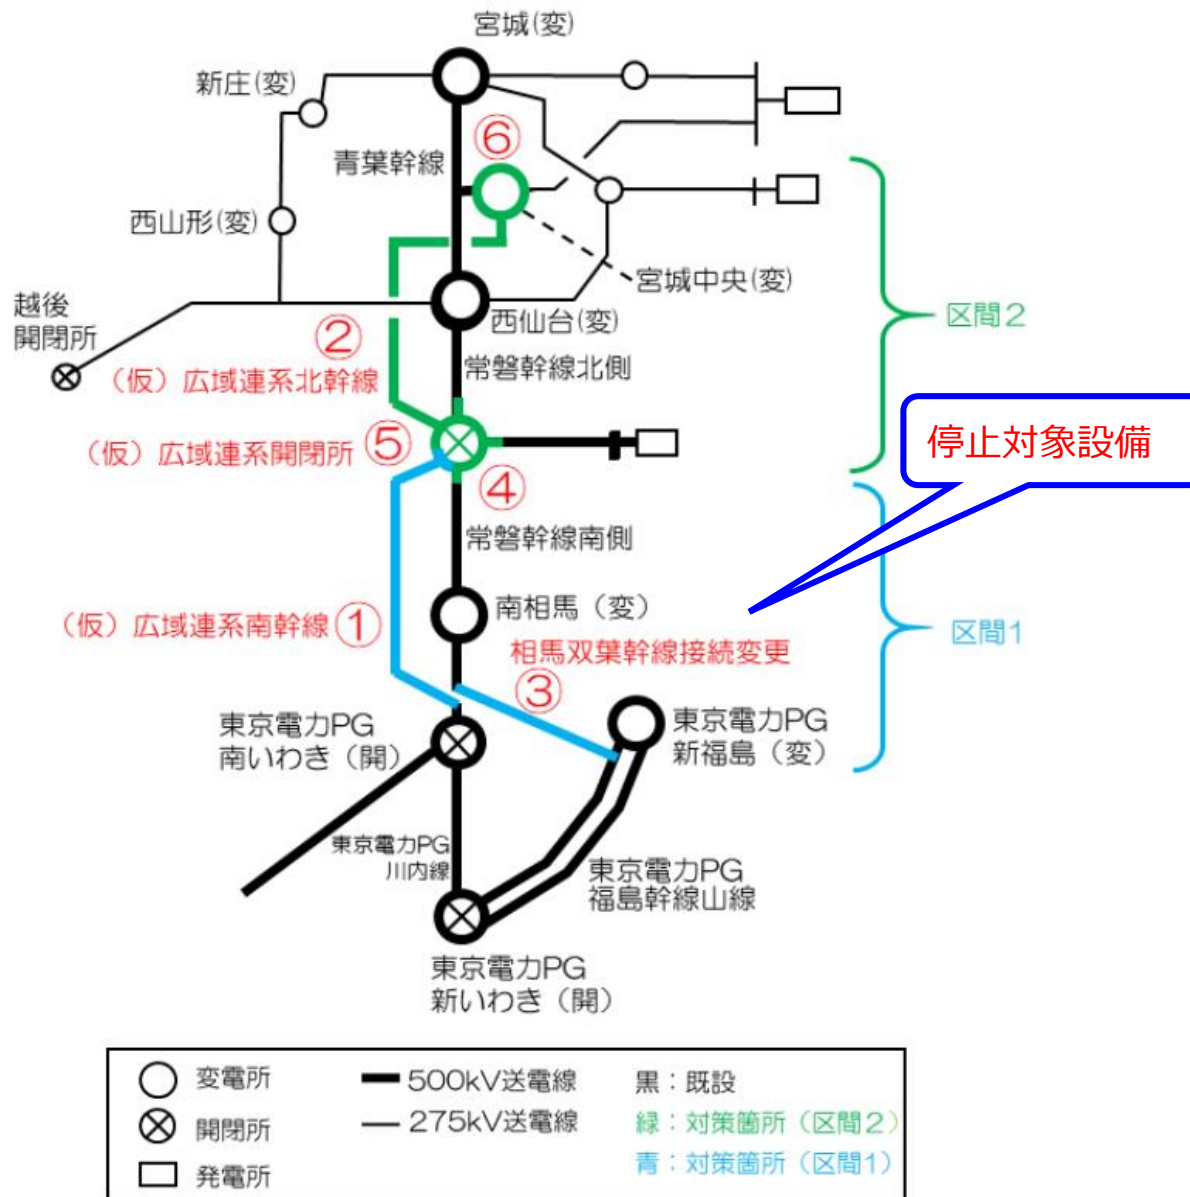 宮城(変)
新庄(変)
⑥
青葉幹線
西山形(変)
宮城中央(変)
越後
開閉所
西仙台(変)
区間2
②
常磐幹線北側
(仮)広域連系北幹線
⑤
(仮)広域連系開閉所
停止対象設備
④
常磐幹線南側
南相馬(変)
(仮)広域連系南幹線
①
区間1
相馬双葉幹線接続変更
③
東京電力PG
南いわき(開)
東京電力PG
新福島(変)
東京電力PG
川内線
東京電力PG
福島幹線山線
東京電力PG
新いわき(開)
変電所
500kV送電線
黒:既設
開閉所
275kV送電線
緑:対策箇所(区間2)
発電所
青:対策箇所(区間1)